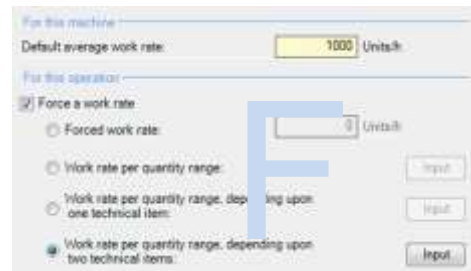 For this machine
Default average work rate: 1000 Units/h
For this operation
Force a work rate
Forced work rate: 0 Units/h
Work rate per quantity range: Input
Work rate per quantity range, depending upon
one technical item: Input
Work rate per quantity range, depending upon
two technical items: Input
F